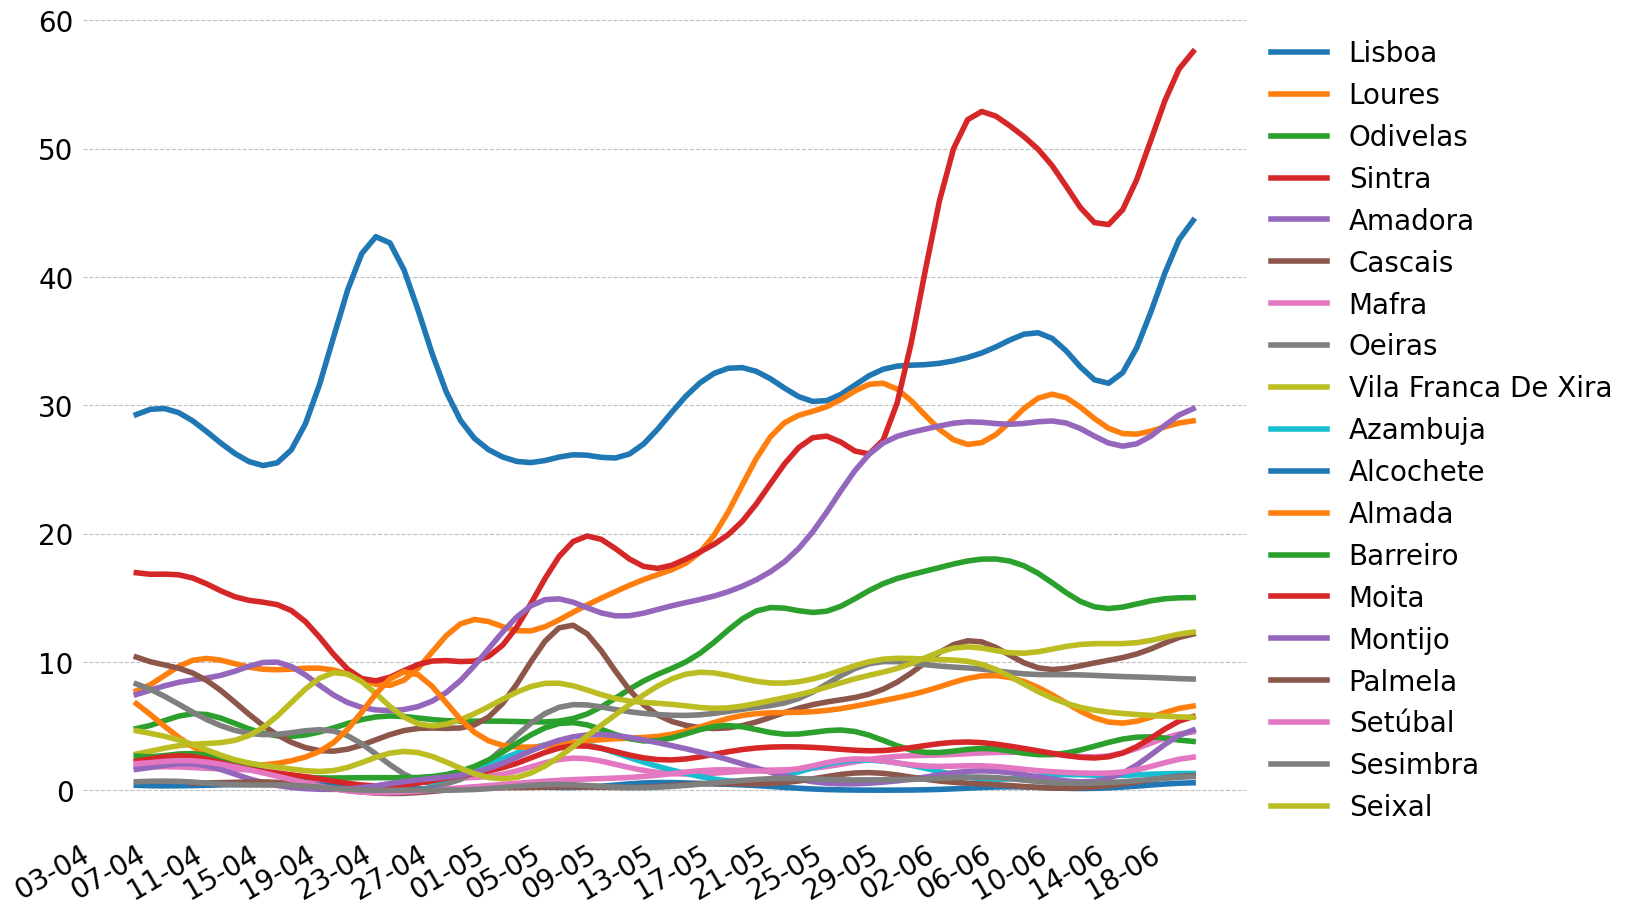 60
50
40
30
20
10
0
03-04
07-04
11-04
15-04
19-04
23-04
27-04
01-05
05-05
09-05
13-05
17-05
21-05
25-05
29-05
02-06
06-06
10-06
14-06
18-06
Lisboa
Loures
Odivelas
Sintra
Amadora
Cascais
Mafra
Oeiras
Vila Franca De Xira
Azambuja
Alcochete
Almada
Barreiro
Moita
Montijo
Palmela
Setúbal
Sesimbra
Seixal